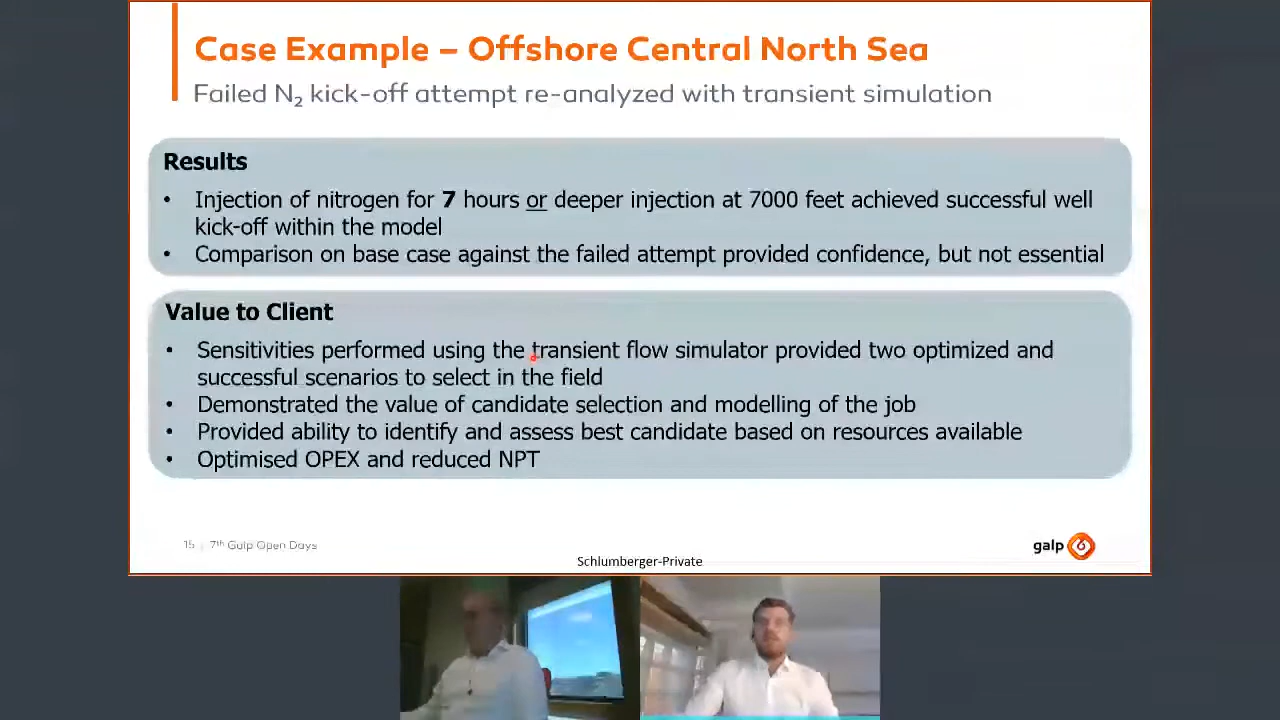 Case Example – Offshore Central North Sea
Failed N₂ kick-off attempt re-analyzed with transient simulation
Results
• Injection of nitrogen for 7 hours or deeper injection at 7000 feet achieved successful well
kick-off within the model
• Comparison on base case against the failed attempt provided confidence, but not essential
Value to Client
• Sensitivities performed using the transient flow simulator provided two optimized and
successful scenarios to select in the field
• Demonstrated the value of candidate selection and modelling of the job
• Provided ability to identify and assess best candidate based on resources available
• Optimised OPEX and reduced NPT
15 | 7th Galp Open Days
galp
Schlumberger-Private